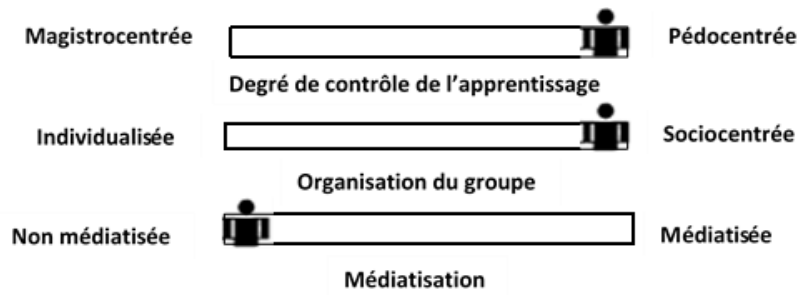 Magistrocentrée Pédocentrée
Degré de contrôle de l'apprentissage
Individualisée Sociocentrée
Organisation du groupe
Non médiatisée Médiatisée
Médiatisation